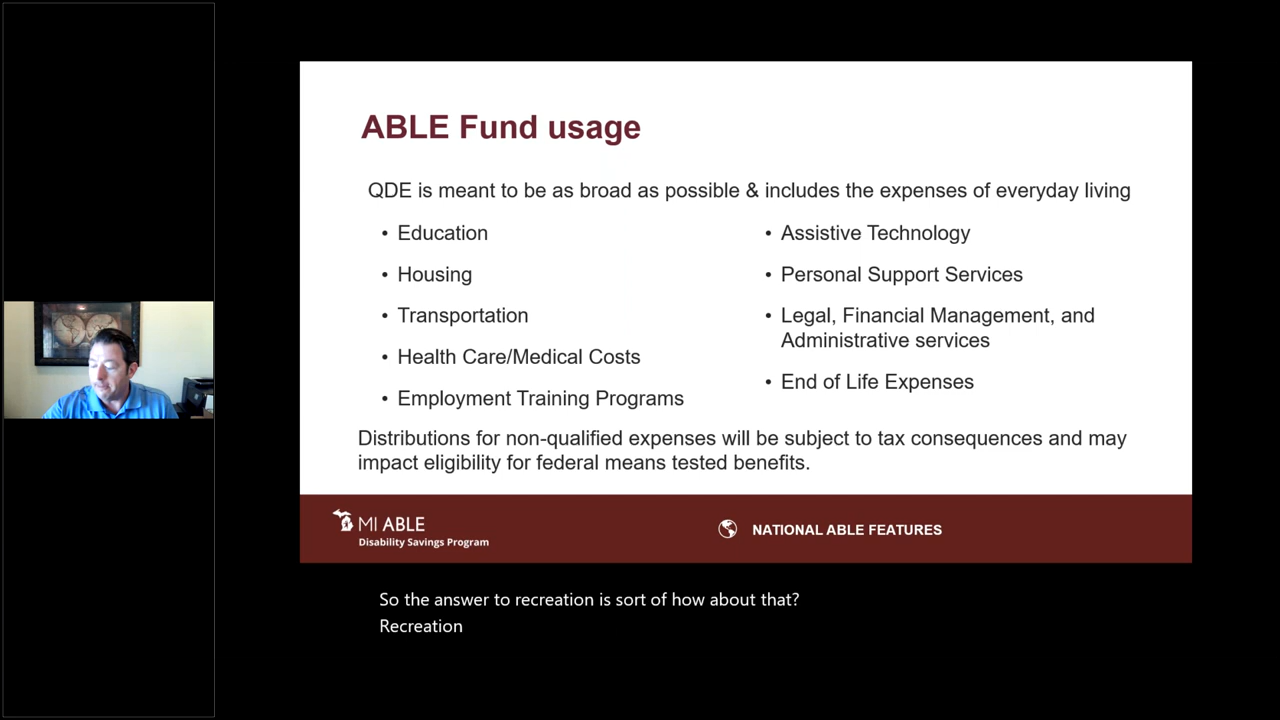 ABLE Fund usage
QDE is meant to be as broad as possible & includes the expenses of everyday living
• Education
• Housing
• Transportation
• Health Care/Medical Costs
• Employment Training Programs
• Assistive Technology
• Personal Support Services
• Legal, Financial Management, and
Administrative services
• End of Life Expenses
Distributions for non-qualified expenses will be subject to tax consequences and may
impact eligibility for federal means tested benefits.
MI ABLE
Disability Savings Program
NATIONAL ABLE FEATURES
So the answer to recreation is sort of how about that?
Recreation